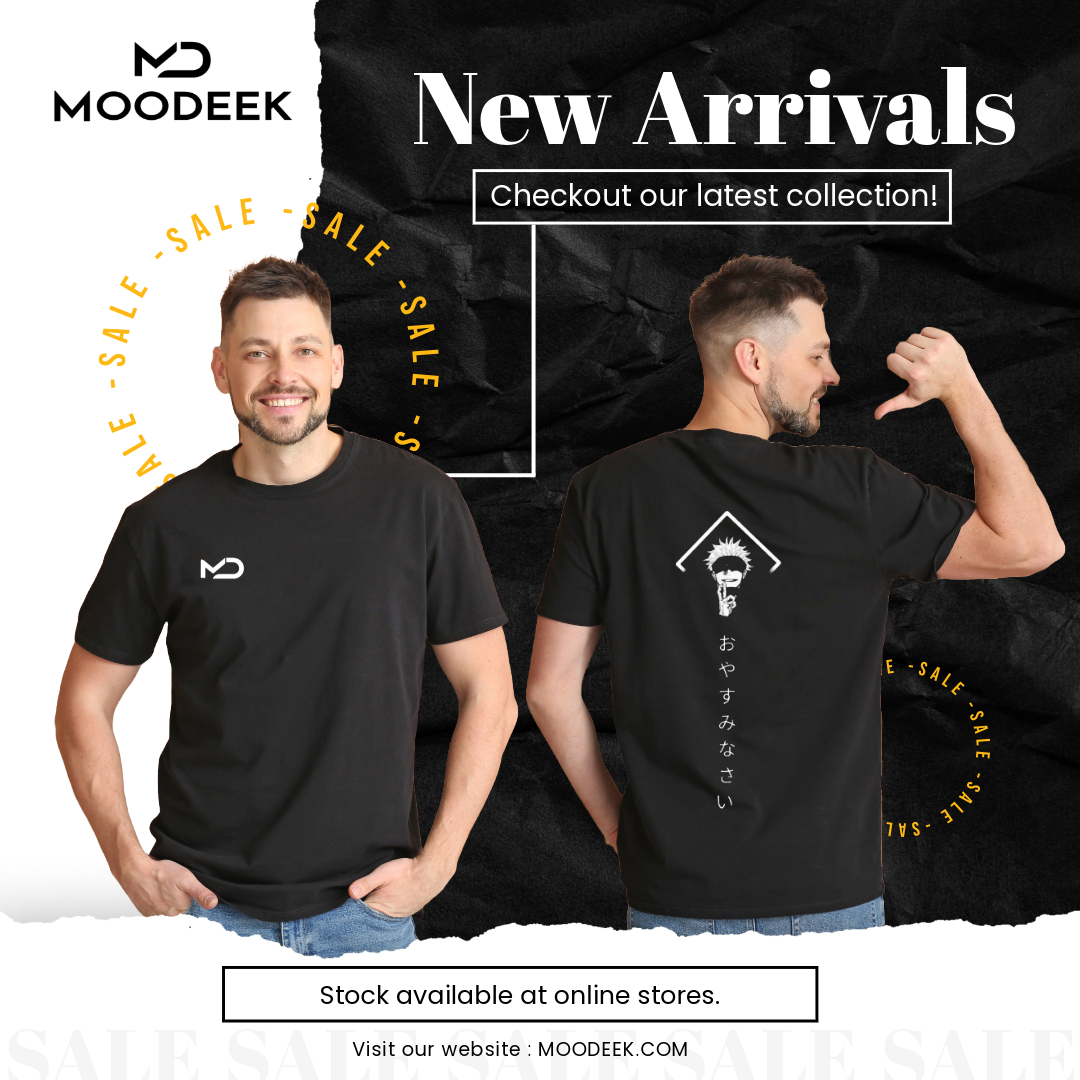 MD
MOODEEK
New Arrivals
Checkout our latest collection!
SALE -SALE -SALE -SALE -SALE - S
MD
おやすみなさい
E -SALE -SALE -SALE -SAL
Stock available at online stores.
SALE SALE SALE SALE SALE
Visit our website : MOODEEK.COM